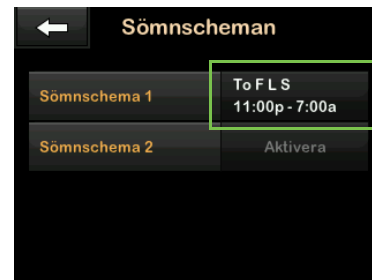 Sömnscheman
Sömnschema 1
To F L S
11:00p - 7:00a
Sömnschema 2
Aktivera